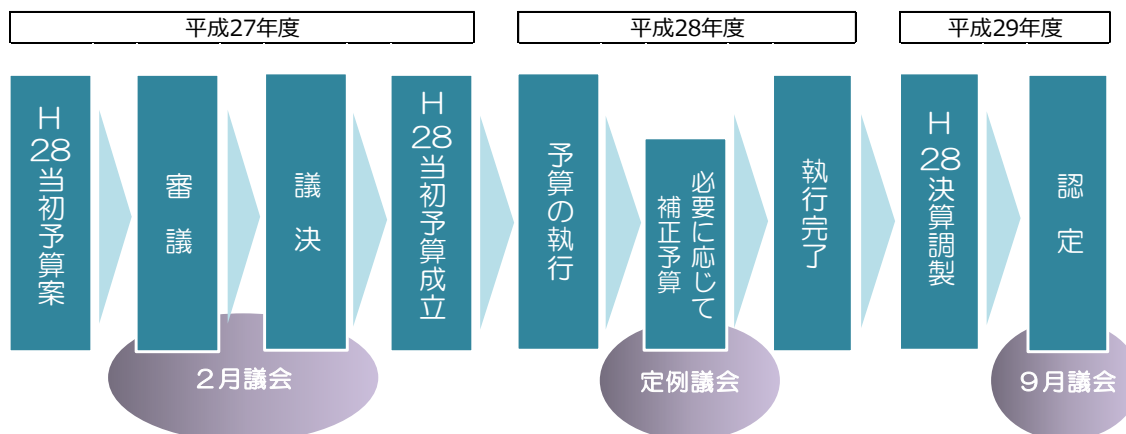 平成27年度
平成28年度
平成29年度
H28当初予算案
審議
議決
H28当初予算成立
予算の執行
必要に応じて
補正予算
執行完了
H28決算調製
認定
２月議会
定例議会
９月議会